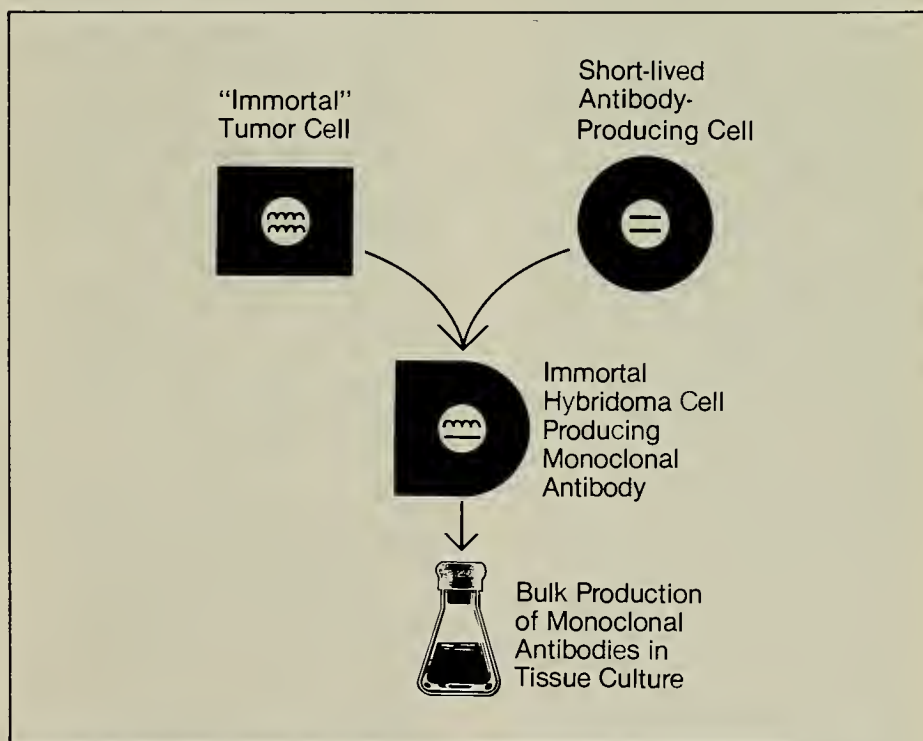 "Immortal"
Tumor Cell
Short-lived
Antibody-
Producing Cell
Immortal
Hybridoma Cell
Producing
Monoclonal
Antibody
Bulk Production
of Monoclonal
Antibodies in
Tissue Culture